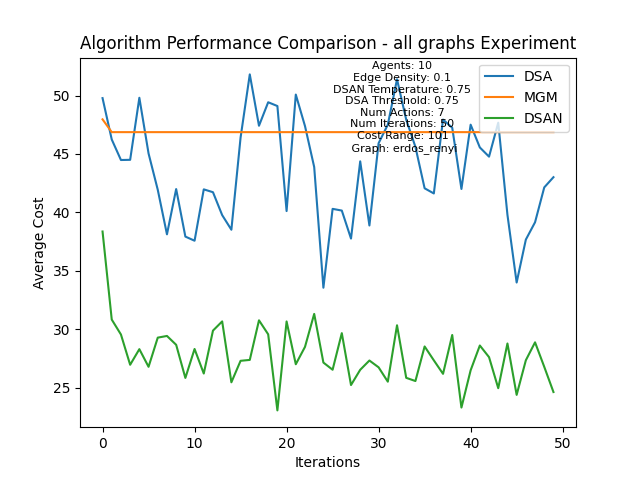 Algorithm Performance Comparison - all graphs Experiment
Agents: 10
Edge Density: 0.1
DSAN Temperature: 0.75
DSA Threshold: 0.75
Num Actions: 7
Num Iterations: 50
Cost Range: 101
Graph: erdos_renyi
DSA
MGM
DSAN
Average Cost
50
45
40
35
30
25
0 10 20 30 40 50
Iterations